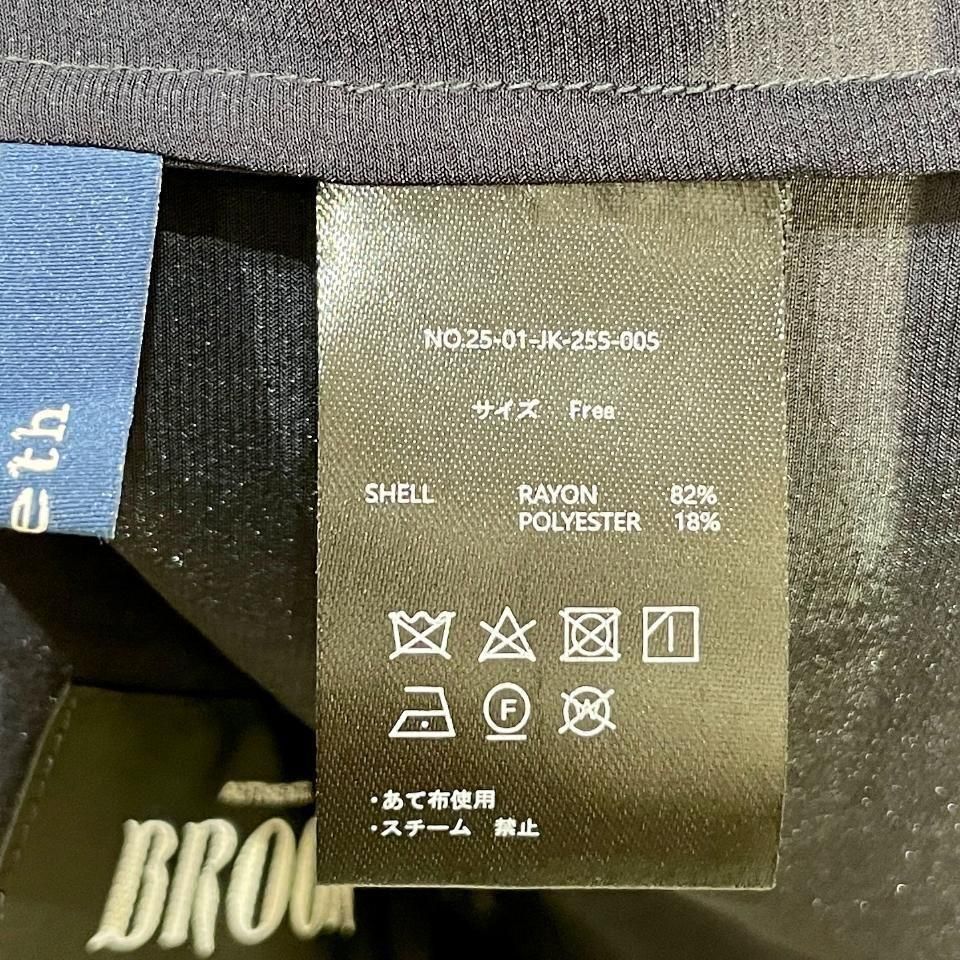 NO.25-01-JK-255-005
サイズ Free
SHELL RAYON 82%
POLYESTER 18%
F
W
・あて布使用
・スチーム 禁止
eth
BROO